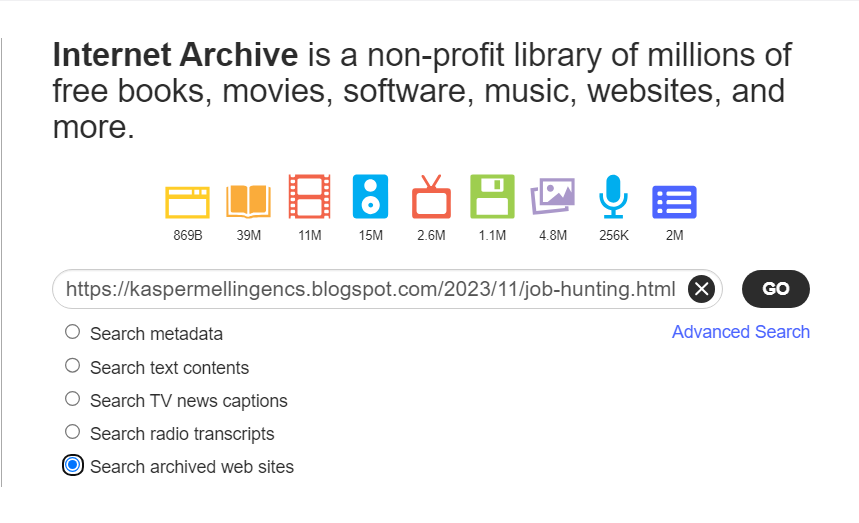 Internet Archive is a non-profit library of millions of
free books, movies, software, music, websites, and
more.
869B 39M 11M 15M 2.6M 1.1M 4.8M 256K 2M
https://kaspermellingencs.blogspot.com/2023/11/job-hunting.html GO
Search metadata Advanced Search
Search text contents
Search TV news captions
Search radio transcripts
Search archived web sites